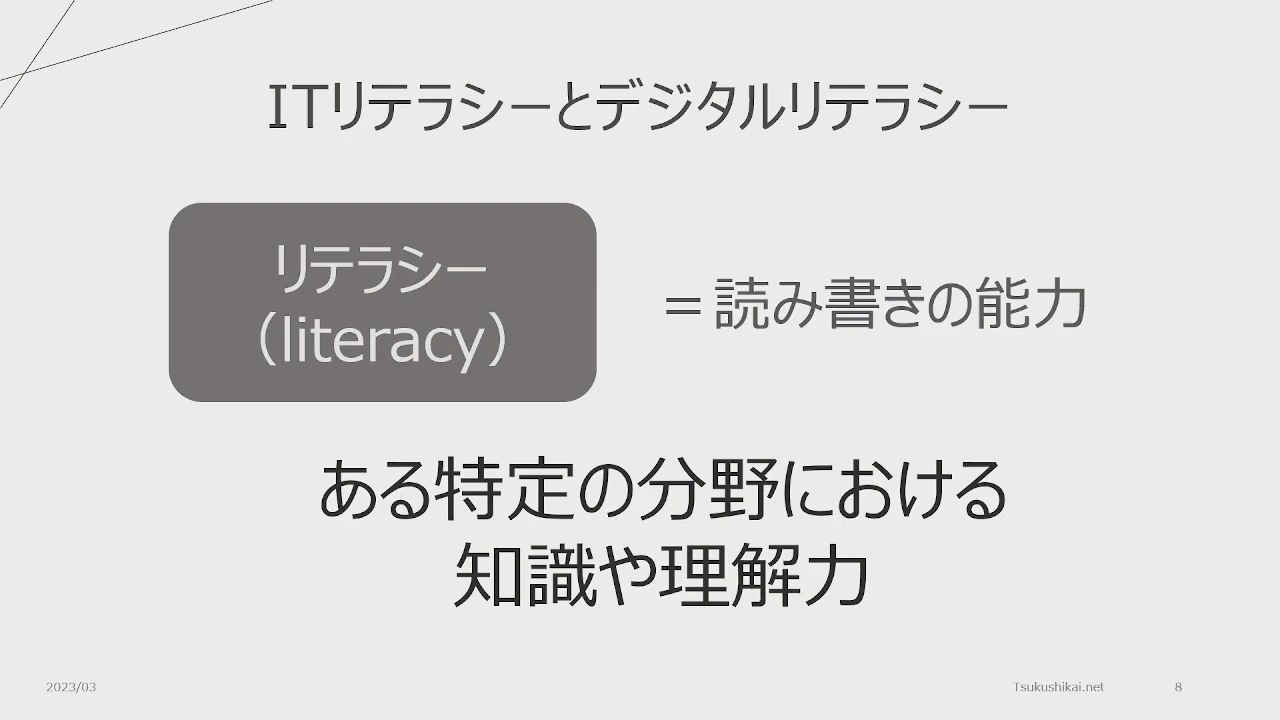 ITリテラシーとデジタルリテラシー
リテラシー
（literacy）
＝読み書きの能力
ある特定の分野における
知識や理解力
2023/03
Tsukushikai.net
8